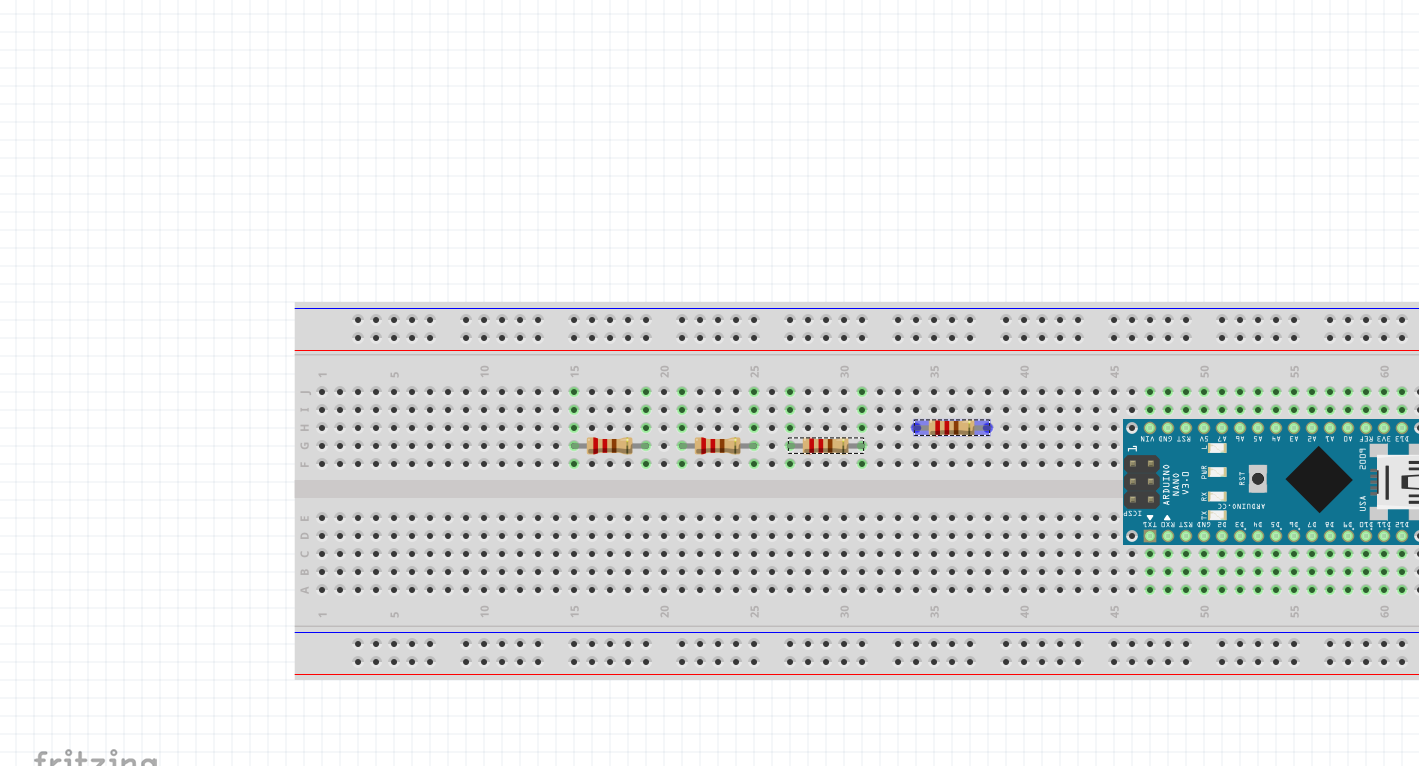 1 5 10 15 20 25 30 35 40 45 50 55 60
J
I
H
G
F
VIN GND RST 5V A7 A6 A5 A4 A3 A2 A1 A0 REF 3V3 D13
1
ARDUINO
NANO
V3.0
ICSP
L
PWR
RX
TX
RST
ARDUINO.CC
USA
TX1 RX0 RST GND D2 D3 D4 D5 D6 D7 D8 D9 D10 D11 D12
E
D
C
B
A
1 5 10 15 20 25 30 35 40 45 50 55 60
fritzing